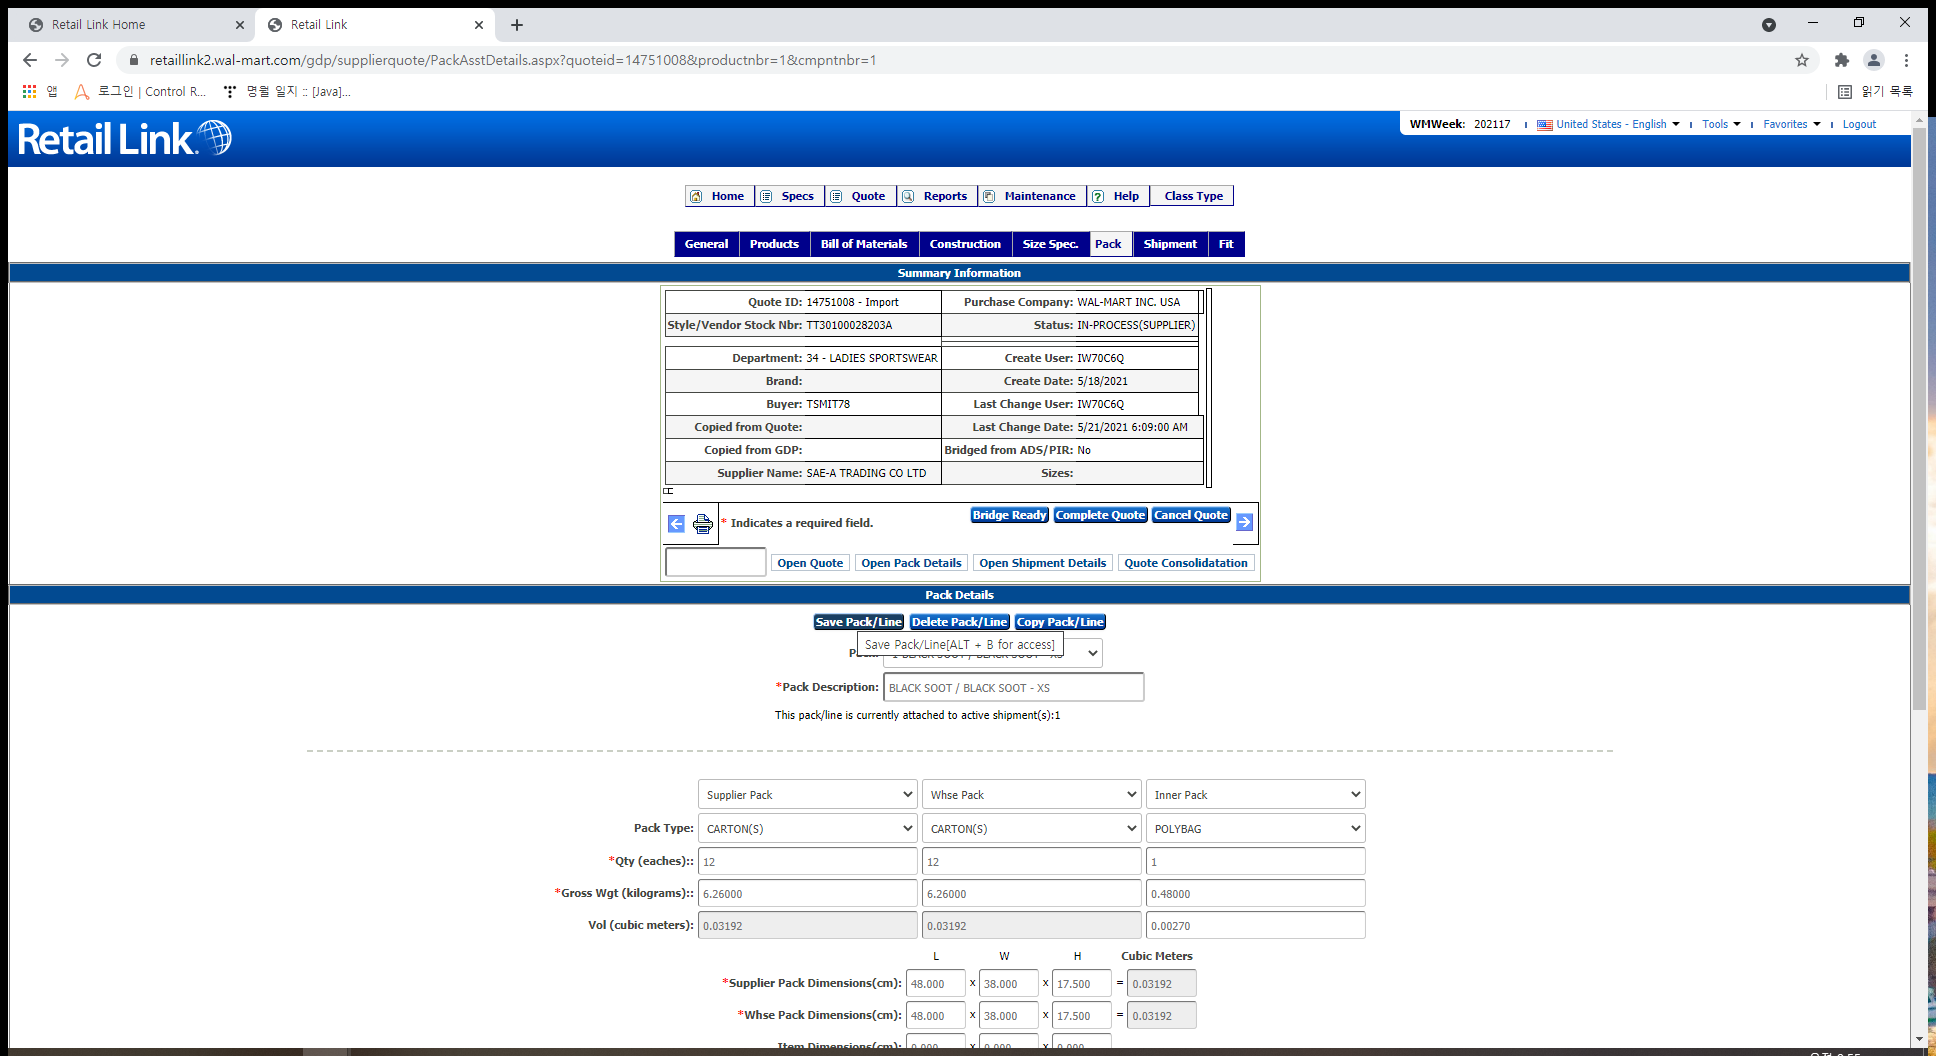 Retail Link Home
Retail Link
retaillink2.wal-mart.com/gdp/supplierquote/PackAsstDetails.aspx?quoteid=14751008&productnbr=1&cmpntnbr=1
앱 로그인 | Control R... 명월 일지 :: [Java]... 읽기 목록
Retail Link.
WMWeek: 202117 United States - English Tools Favorites Logout
Home Specs Quote Reports Maintenance Help Class Type
General Products Bill of Materials Construction Size Spec. Pack Shipment Fit
Summary Information
Quote ID: 14751008 - Import Purchase Company: WAL-MART INC. USA
Style/Vendor Stock Nbr: TT30100028203A Status: IN-PROCESS(SUPPLIER)
Department: 34 - LADIES SPORTSWEAR Create User: IW70C6Q
Brand: Create Date: 5/18/2021
Buyer: TSMIT78 Last Change User: IW70C6Q
Copied from Quote: Last Change Date: 5/21/2021 6:09:00 AM
Copied from GDP: Bridged from ADS/PIR: No
Supplier Name: SAE-A TRADING CO LTD Sizes:
* Indicates a required field. Bridge Ready Complete Quote Cancel Quote
Open Quote Open Pack Details Open Shipment Details Quote Consolidatation
Pack Details
Save Pack/Line Delete Pack/Line Copy Pack/Line
Save Pack/Line[ALT + B for access]
*Pack Description: BLACK SOOT / BLACK SOOT - XS
This pack/line is currently attached to active shipment(s):1
Supplier Pack Whse Pack Inner Pack
Pack Type: CARTON(S) CARTON(S) POLYBAG
*Qty (eaches):: 12 12 1
*Gross Wgt (kilograms):: 6.26000 6.26000 0.48000
Vol (cubic meters): 0.03192 0.03192 0.00270
L W H Cubic Meters
*Supplier Pack Dimensions(cm): 48.000 x 38.000 x 17.500 = 0.03192
*Whse Pack Dimensions(cm): 48.000 x 38.000 x 17.500 = 0.03192
Item Dimensions(cm): 0.000 x 0.000 x 0.000